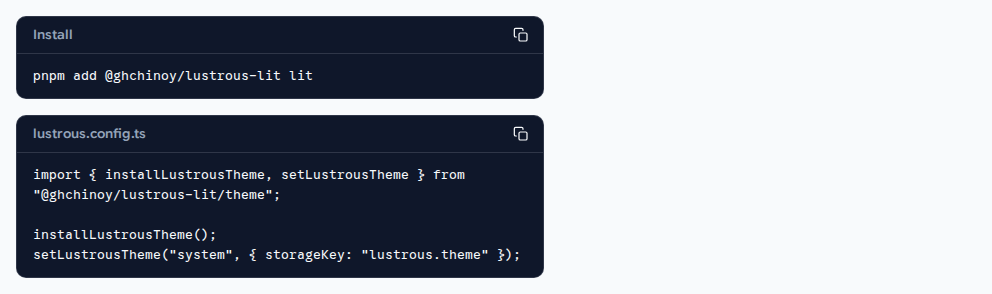 Install
pnpm add @ghchinoy/lustrous-lit lit
lustrous.config.ts
import { installLustrousTheme, setLustrousTheme } from
"@ghchinoy/lustrous-lit/theme";
installLustrousTheme();
setLustrousTheme("system", { storageKey: "lustrous.theme" });